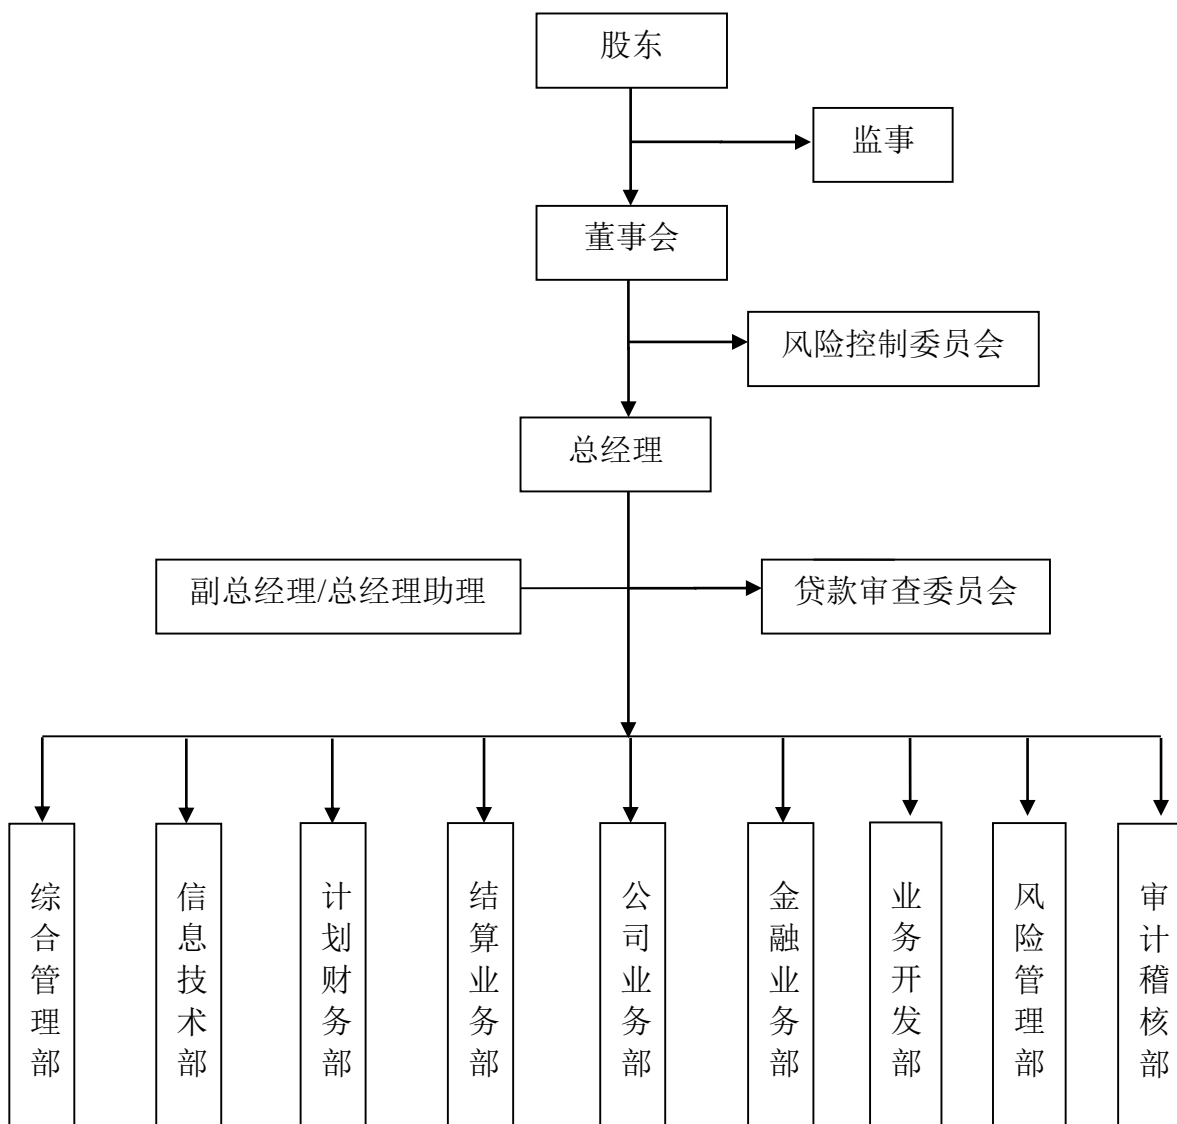 股东
监事
董事会
风险控制委员会
总经理
副总经理/总经理助理
贷款审查委员会
综合管理部
信息技术部
计划财务部
结算业务部
公司业务部
金融业务部
业务开发部
风险管理部
审计稽核部